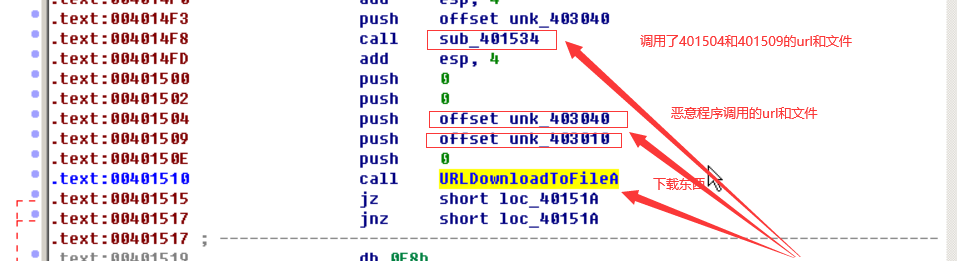 .text:004014F0 add esp, 4
.text:004014F3 push offset unk_403040
.text:004014F8 call sub_401534
调用了401504和401509的url和文件
.text:004014FD add esp, 4
.text:00401500 push 0
.text:00401502 push 0
.text:00401504 push offset unk_403040
恶意程序调用的url和文件
.text:00401509 push offset unk_403010
.text:0040150E push 0
.text:00401510 call URLDownloadToFileA
下载东西
.text:00401515 jz short loc_40151A
.text:00401517 jnz short loc_40151A
.text:00401517 ; ---------------------------------------------------------------------------
.text:00401519 db 0E8h